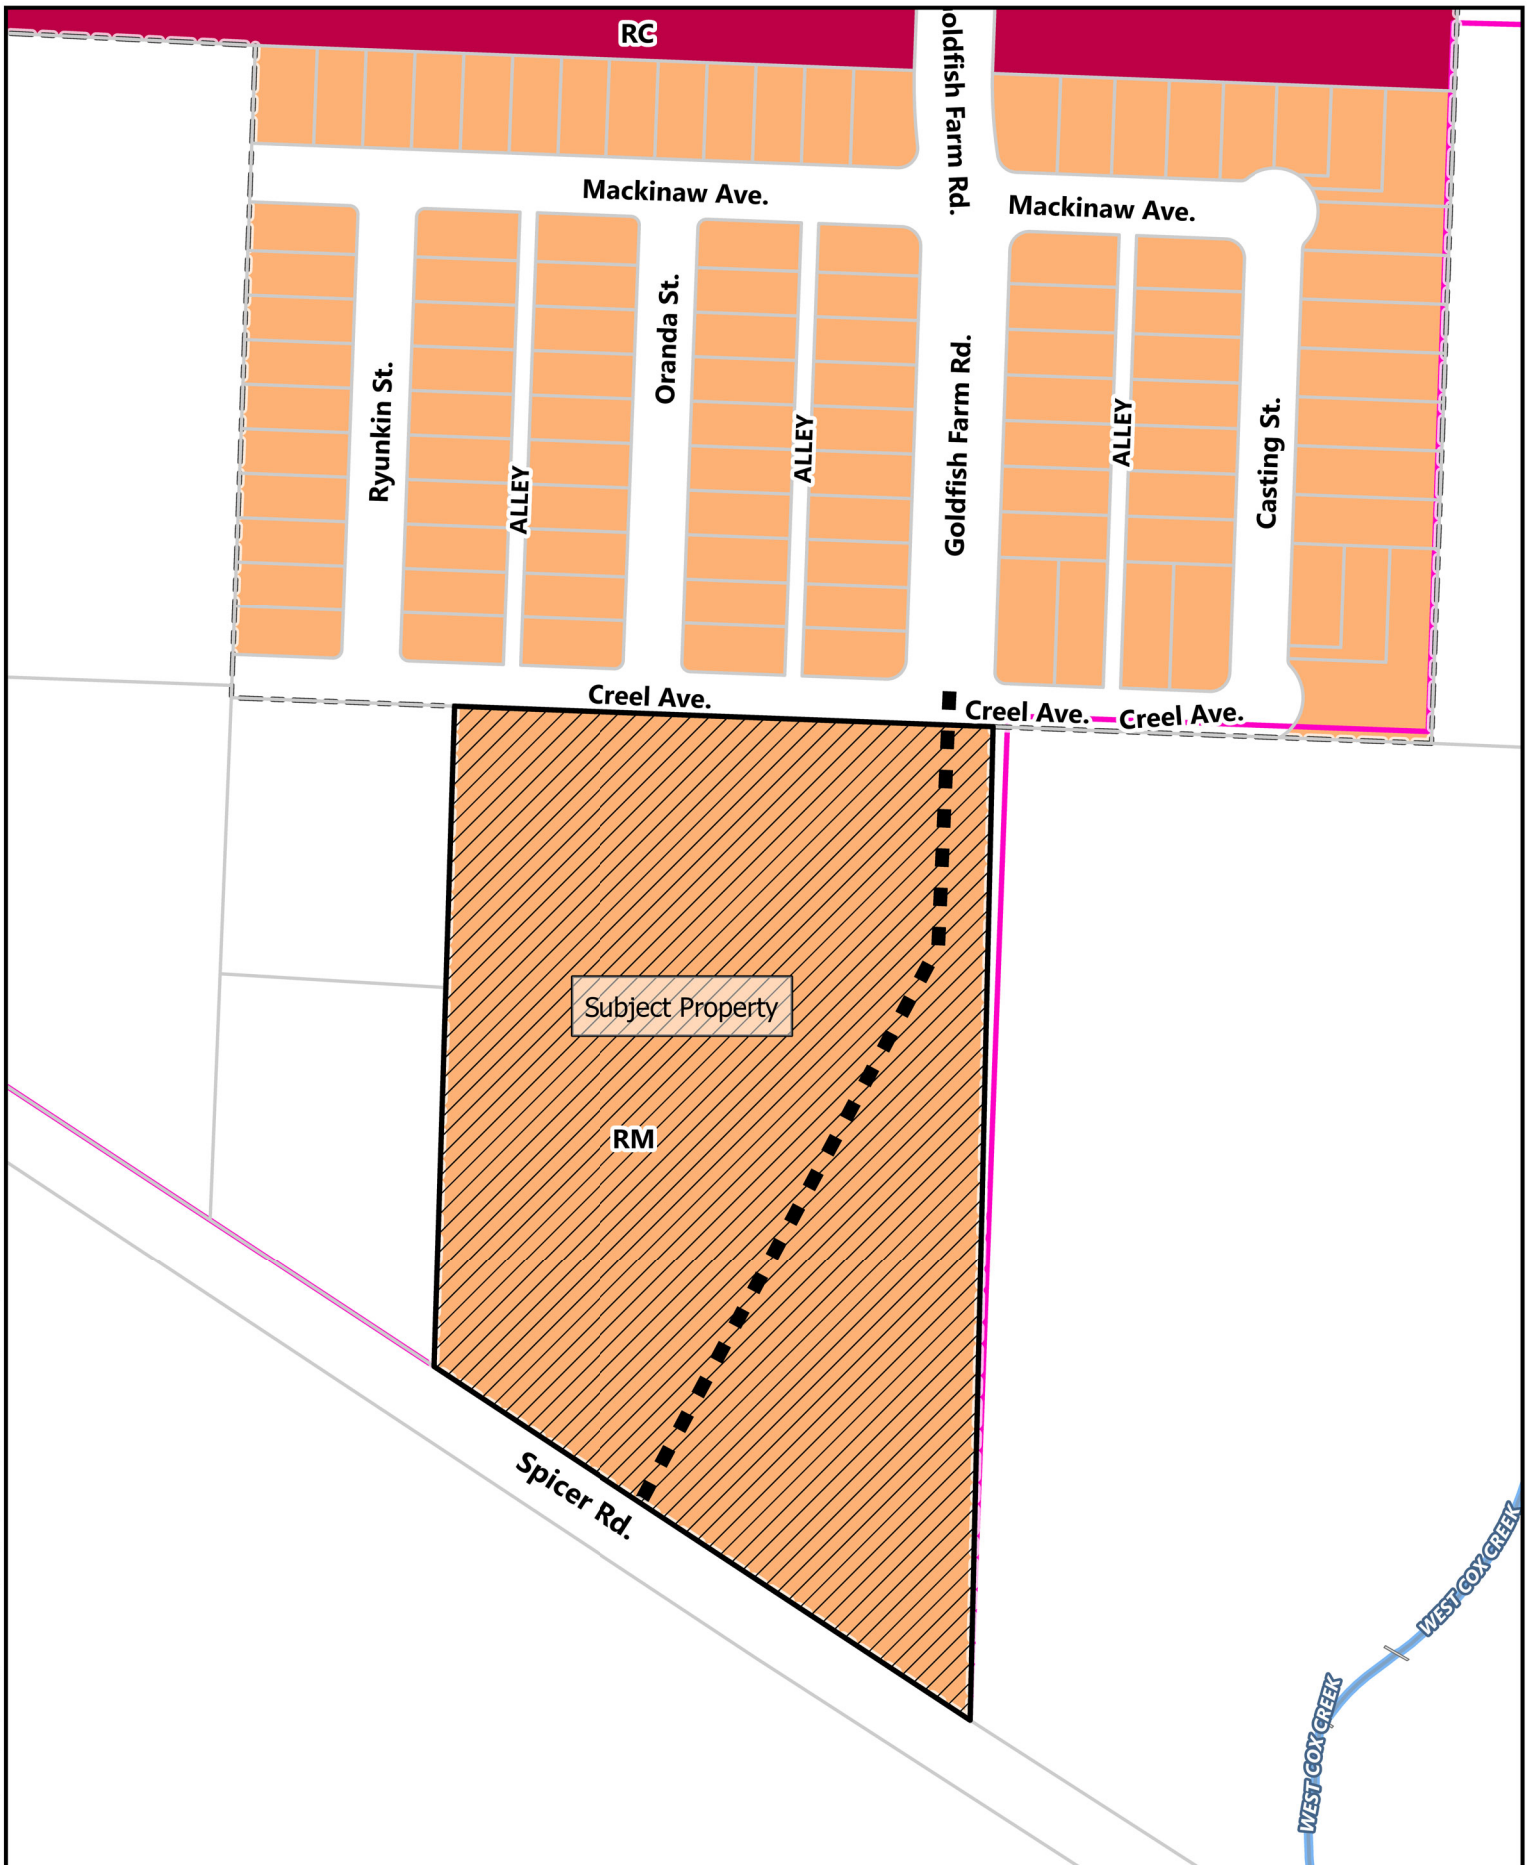 RC
oldfish Farm Rd.
Mackinaw Ave.
Mackinaw Ave.
Ryunkin St.
ALLEY
Oranda St.
ALLEY
Goldfish Farm Rd.
ALLEY
Casting St.
Creel Ave.
Creel Ave.
Creel Ave.
Subject Property
RM
Spicer Rd.
WEST COX CREEK
WEST COX CREEK